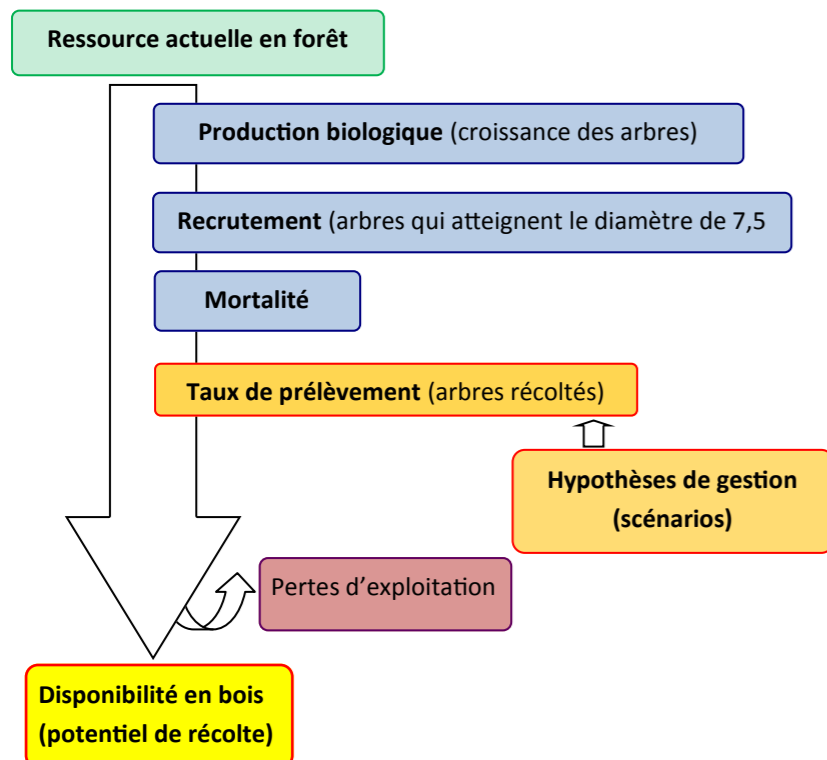 Ressource actuelle en forêt
Production biologique (croissance des arbres)
Recrutement (arbres qui atteignent le diamètre de 7,5
Mortalité
Taux de prélèvement (arbres récoltés)
Hypothèses de gestion
(scénarios)
Pertes d’exploitation
Disponibilité en bois
(potentiel de récolte)